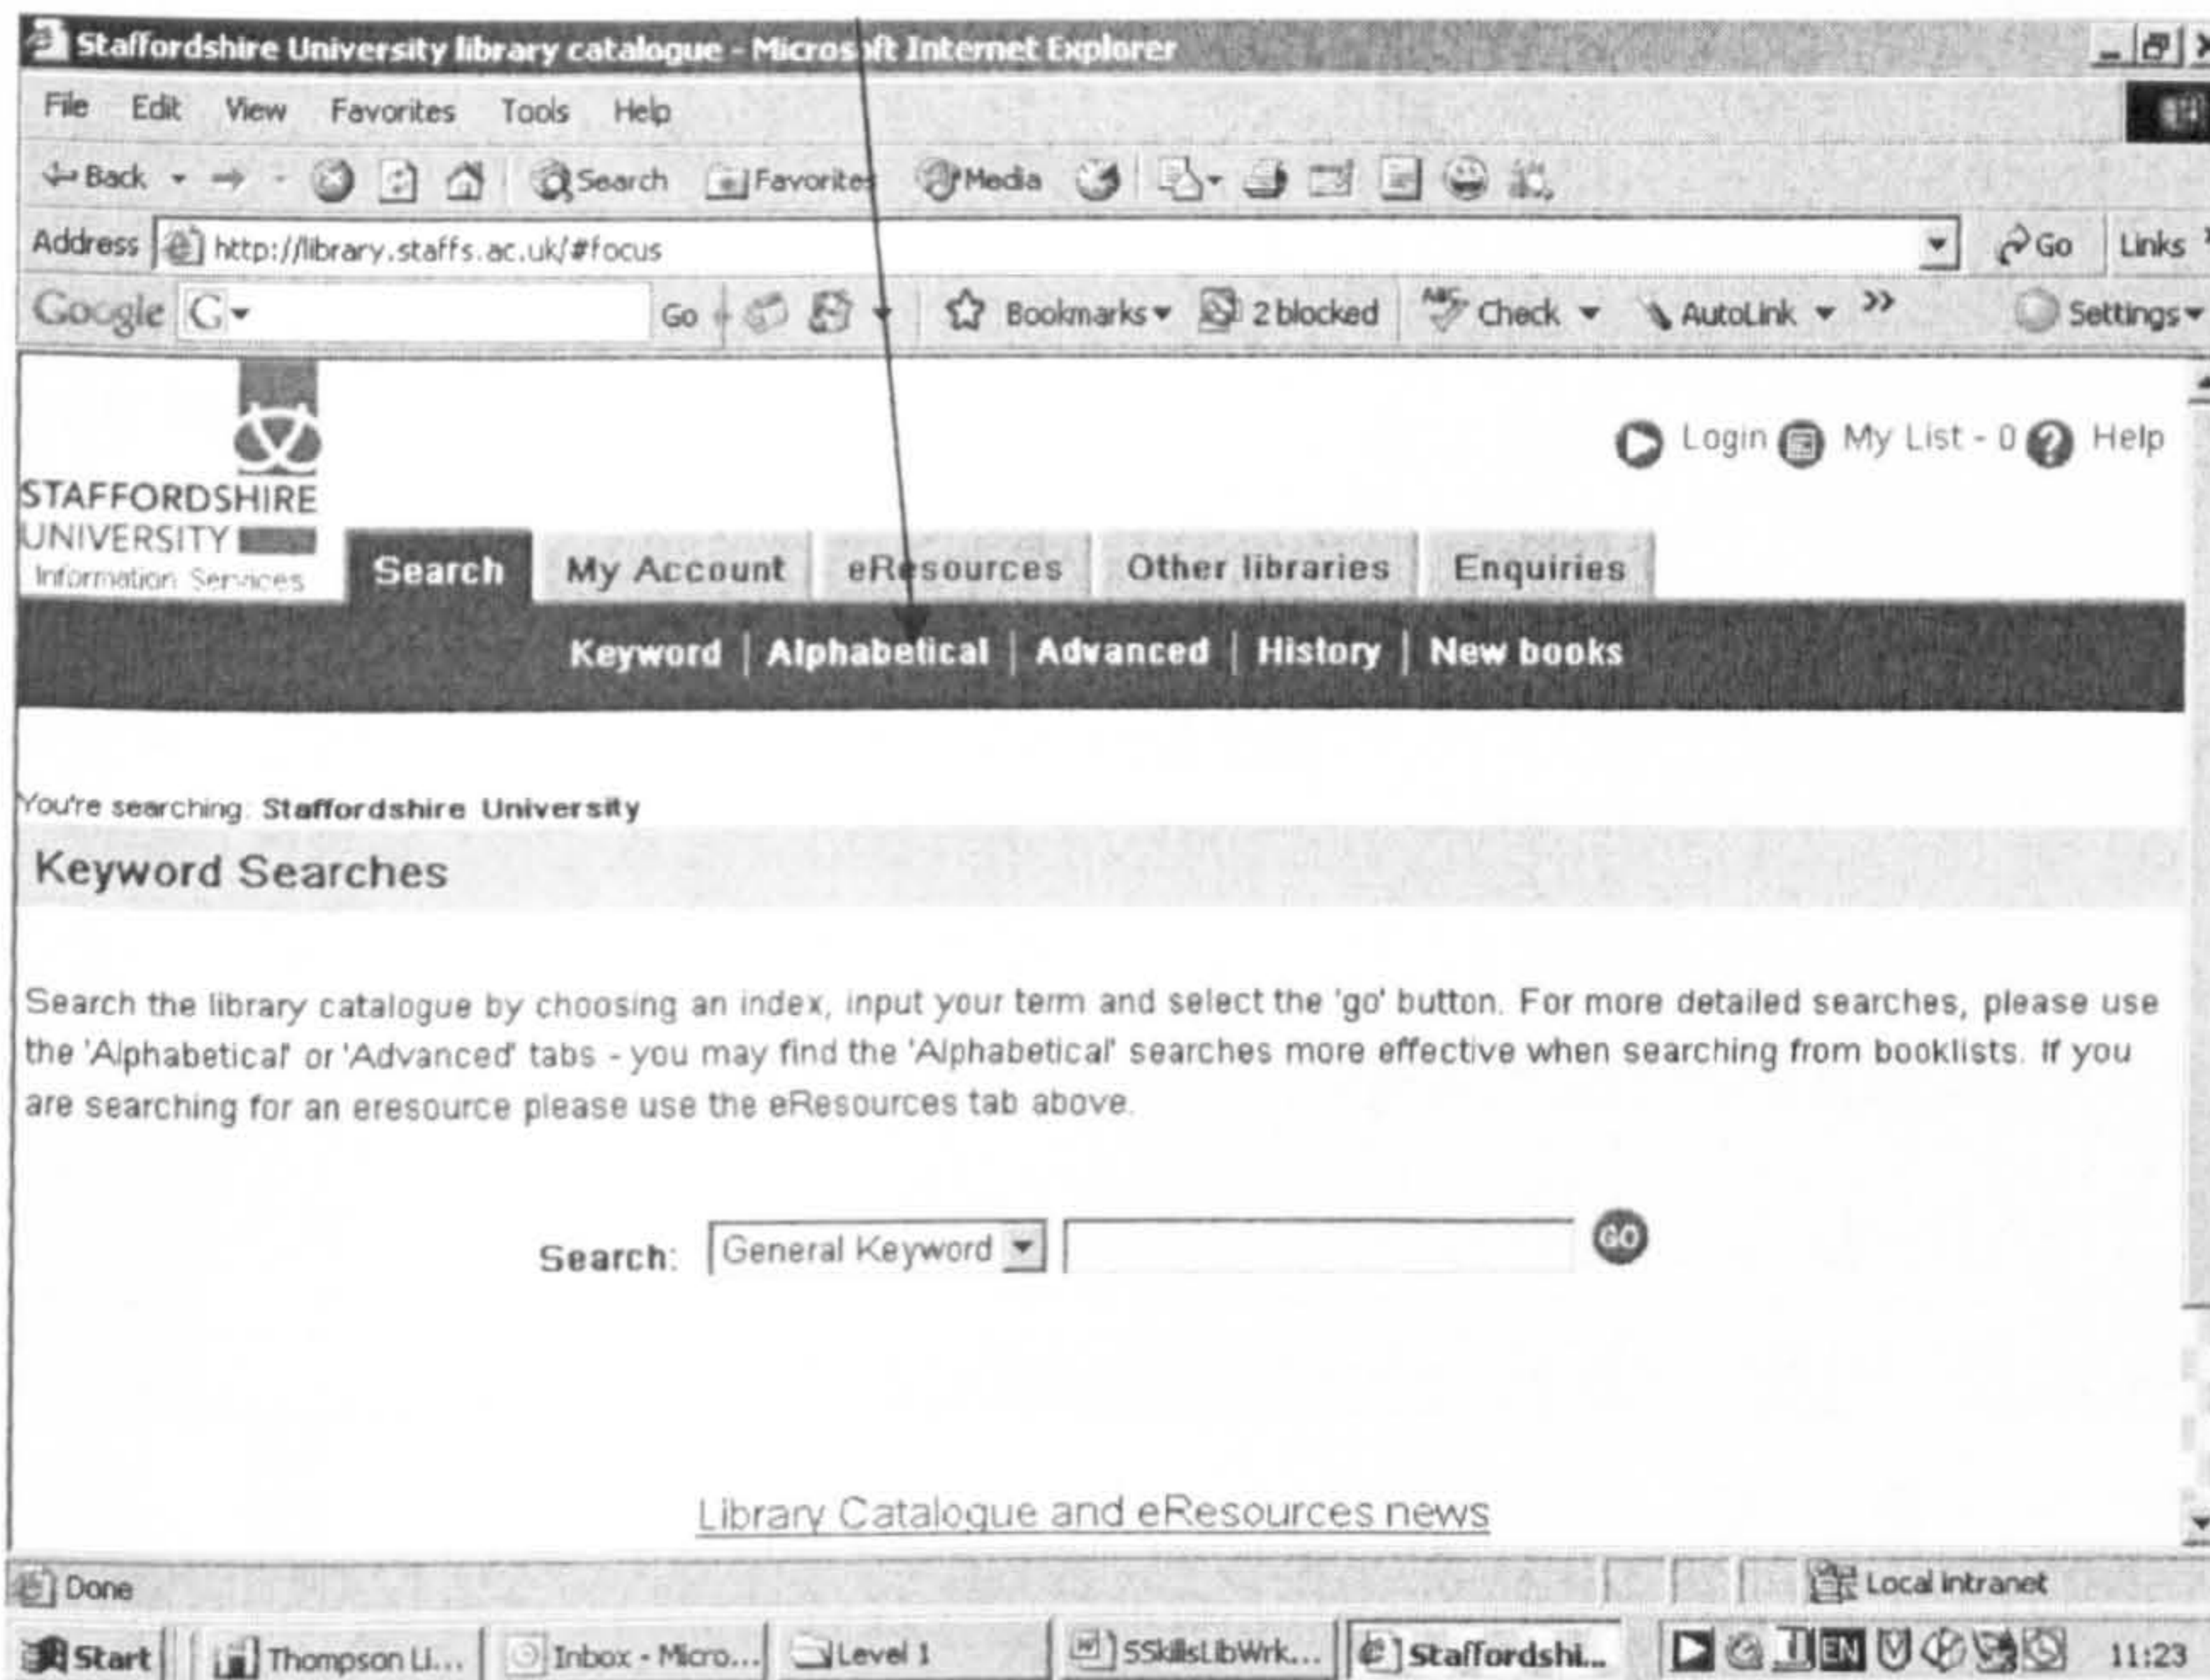 Staffordshire University library catalogue - Microsoft Internet Explorer
File Edit View Favorites Tools Help
Back Search Favorites Media
Address http://library.staffs.ac.uk/#focus Go Links
Google G Go Bookmarks 2 blocked Check AutoLink >> Settings
Login My List - 0 ? Help
STAFFORDSHIRE
UNIVERSITY
Information Services
Search My Account eResources Other libraries Enquiries
Keyword | Alphabetical | Advanced | History | New books
You're searching: Staffordshire University
Keyword Searches
Search the library catalogue by choosing an index, input your term and select the 'go' button. For more detailed searches, please use
the 'Alphabetical' or 'Advanced' tabs - you may find the 'Alphabetical' searches more effective when searching from booklists. If you
are searching for an eresource please use the eResources tab above.
Search: General Keyword GO
Library Catalogue and eResources news
Done Local intranet
Start Thompson Li... Inbox - Micro... Level 1 SSkillsLibWrk... Staffordshi... EN 11:23